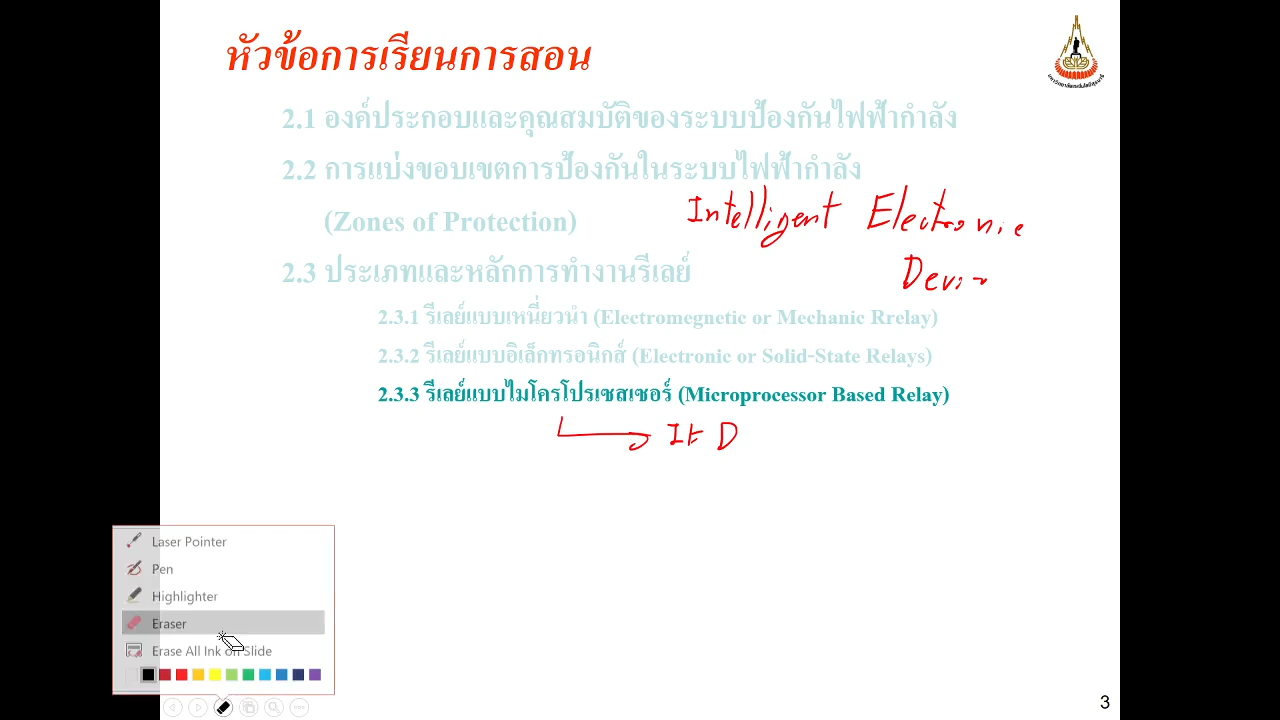 หัวข้อการเรียนการสอน
2.1 องค์ประกอบและคุณสมบัติของระบบป้องกันไฟฟ้ากำลัง
2.2 การแบ่งขอบเขตการป้องกันในระบบไฟฟ้ากำลัง
(Zones of Protection)
Intelligent Electronic
2.3 ประเภทและหลักการทำงานรีเลย์
2.3.1 รีเลย์แบบเหนี่ยวนำ (Electromegnetic or Mechanic Rrelay)
2.3.2 รีเลย์แบบอิเล็กทรอนิกส์ (Electronic or Solid-State Relays)
2.3.3 รีเลย์แบบไมโครโปรเซสเซอร์ (Microprocessor Based Relay)
IED
Laser Pointer
Pen
Highlighter
Eraser
Erase All Ink on Slide
3